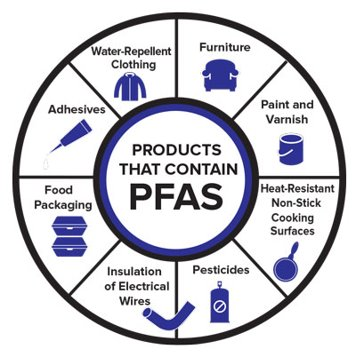 PRODUCTS
THAT CONTAIN
PFAS
Furniture
Paint and
Varnish
Heat-Resistant
Non-Stick
Cooking
Surfaces
Pesticides
Insulation
of Electrical
Wires
Food
Packaging
Adhesives
Water-Repellent
Clothing